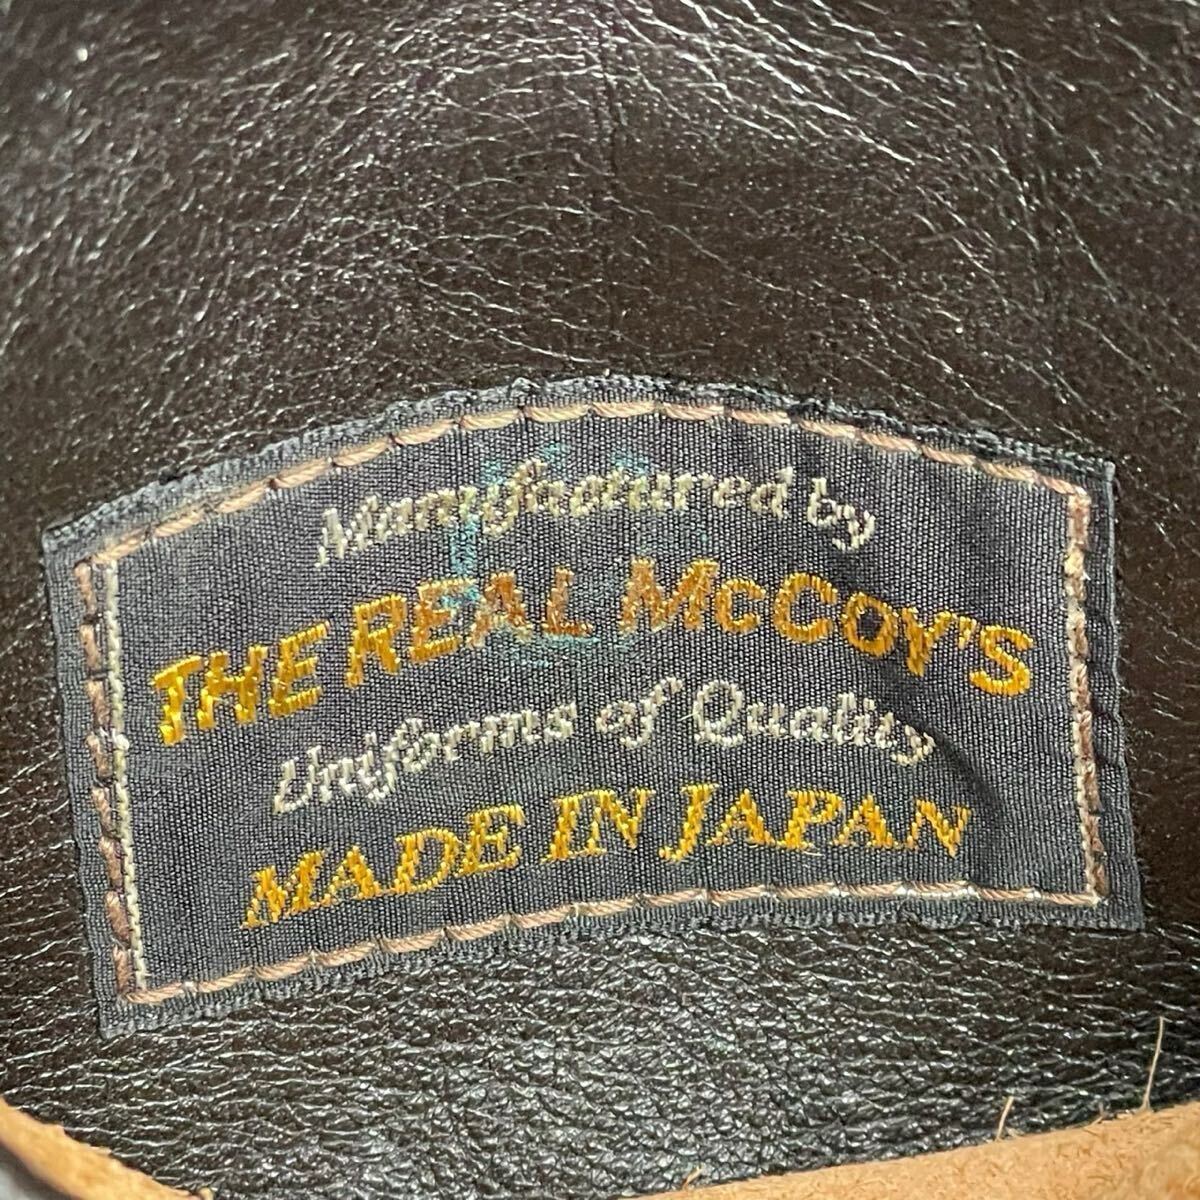 Manufactured by
THE REAL McCOY'S
Uniforms of Quality
MADE IN JAPAN